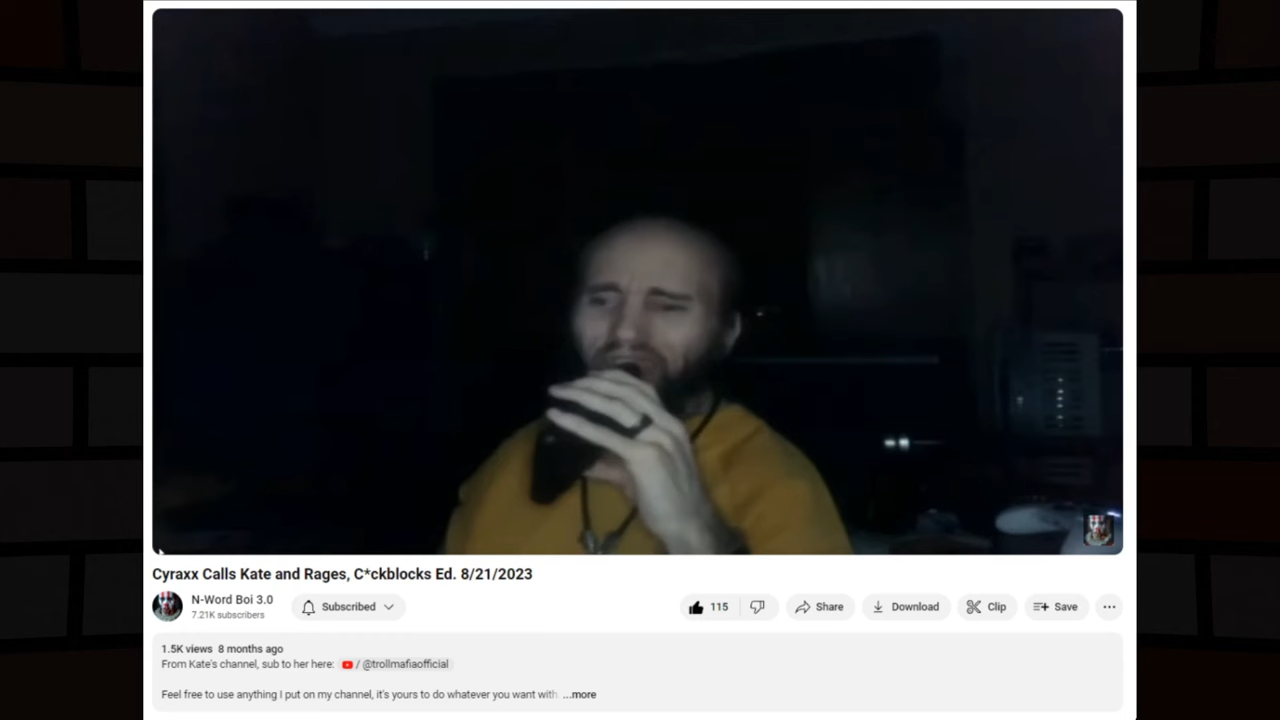 Cyraxx Calls Kate and Rages, C*ckblocks Ed. 8/21/2023
N-Word Boi 3.0
7.21K subscribers
Subscribed
115
Share
Download
Clip
Save
1.5K views 8 months ago
From Kate's channel, sub to her here: / @trollmafiaofficial
Feel free to use anything I put on my channel, it's yours to do whatever you want with ...more